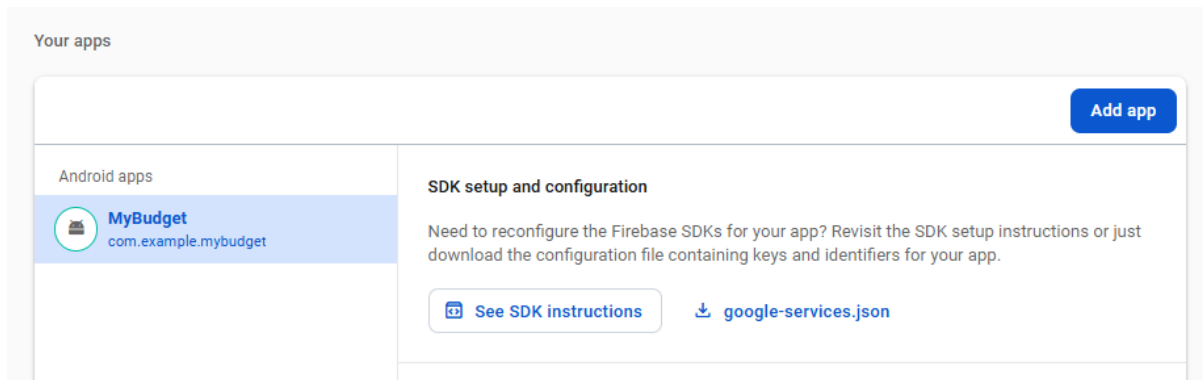 Your apps
Add app
Android apps
MyBudget
com.example.mybudget
SDK setup and configuration
Need to reconfigure the Firebase SDKs for your app? Revisit the SDK setup instructions or just
download the configuration file containing keys and identifiers for your app.
See SDK instructions
google-services.json